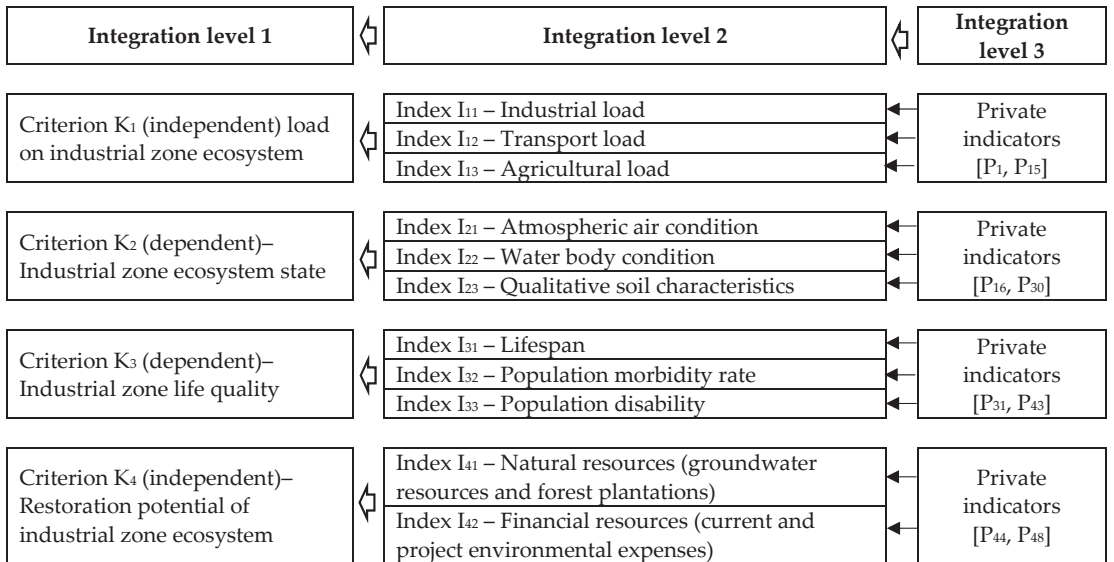 Integration level 1
Integration level 2
Integration
level 3
Criterion K₁ (independent) load
on industrial zone ecosystem
Index I₁₁ – Industrial load
Index I₁₂ – Transport load
Index I₁₃ – Agricultural load
Private
indicators
[P₁, P₁₅]
Criterion K₂ (dependent)–
Industrial zone ecosystem state
Index I₂₁ – Atmospheric air condition
Index I₂₂ – Water body condition
Index I₂₃ – Qualitative soil characteristics
Private
indicators
[P₁₆, P₃₀]
Criterion K₃ (dependent)–
Industrial zone life quality
Index I₃₁ – Lifespan
Index I₃₂ – Population morbidity rate
Index I₃₃ – Population disability
Private
indicators
[P₃₁, P₄₃]
Criterion K₄ (independent)–
Restoration potential of
industrial zone ecosystem
Index I₄₁ – Natural resources (groundwater
resources and forest plantations)
Index I₄₂ – Financial resources (current and
project environmental expenses)
Private
indicators
[P₄₄, P₄₈]